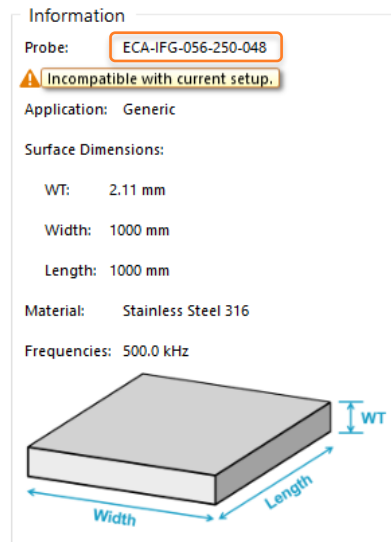 Information
Probe: ECA-IFG-056-250-048
Incompatible with current setup.
Application: Generic
Surface Dimensions:
WT: 2.11 mm
Width: 1000 mm
Length: 1000 mm
Material: Stainless Steel 316
Frequencies: 500.0 kHz
WT
Length
Width